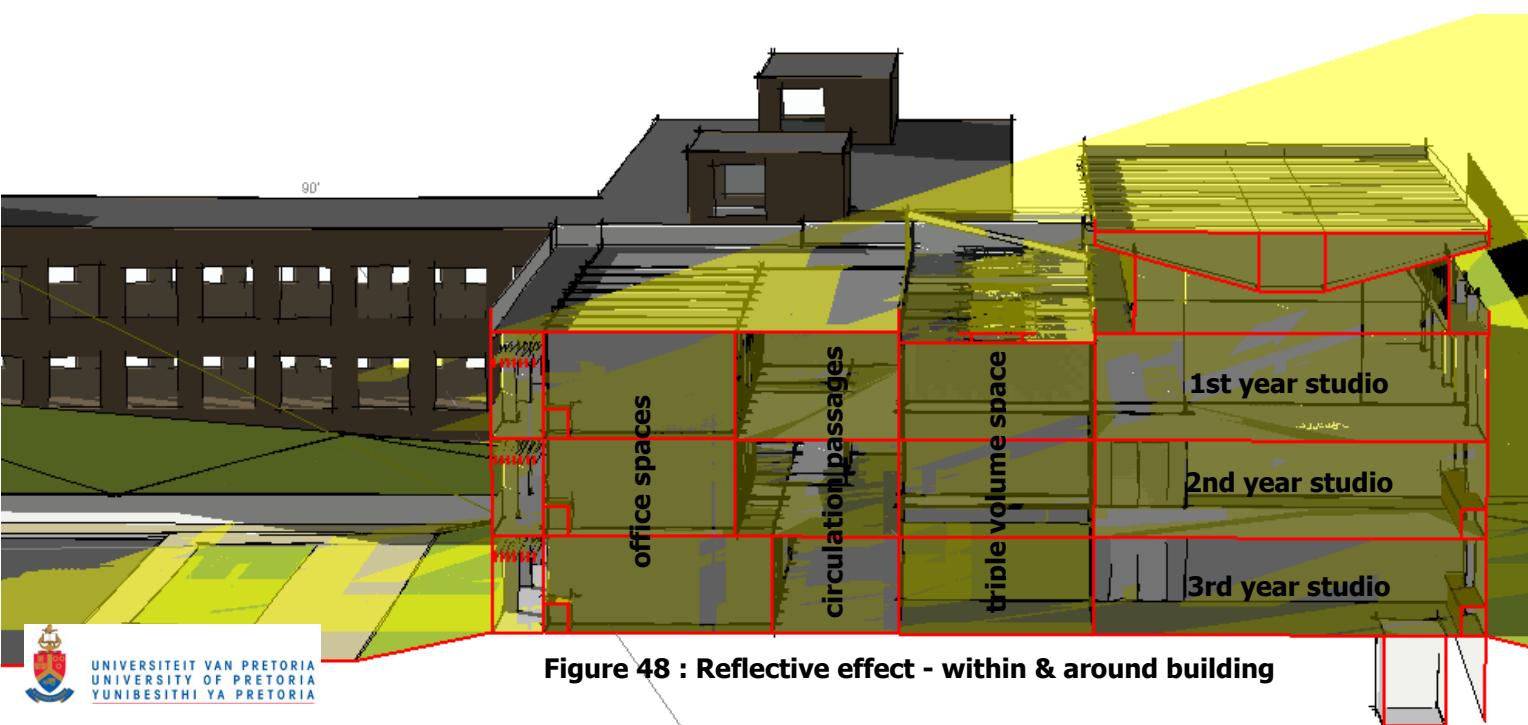 90'
office spaces
circulation passages
triple volume space
1st year studio
2nd year studio
3rd year studio
UNIVERSITEIT VAN PRETORIA
UNIVERSITY OF PRETORIA
YUNIBESITHI YA PRETORIA
Figure 48 : Reflective effect - within & around building